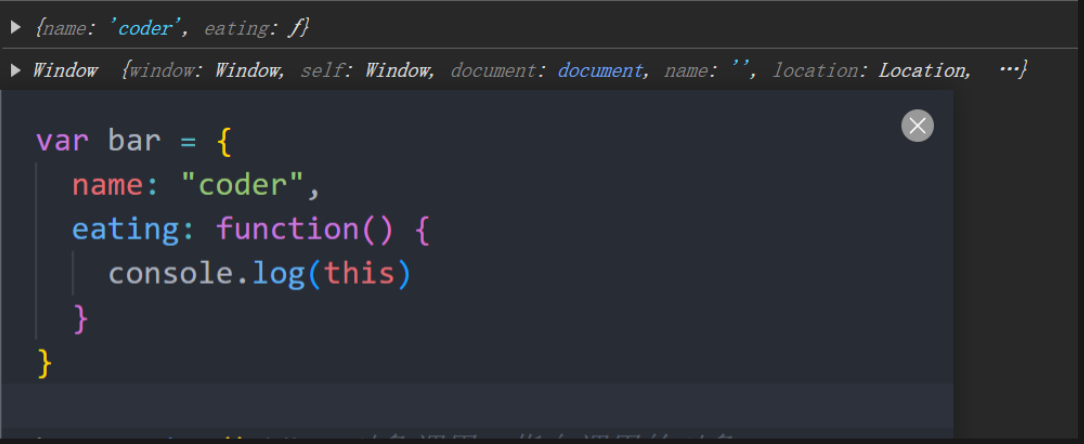 {name: 'coder', eating: ƒ}
Window {window: Window, self: Window, document: document, name: '', location: Location, …}
var bar = {
name: "coder",
eating: function() {
console.log(this)
}
}